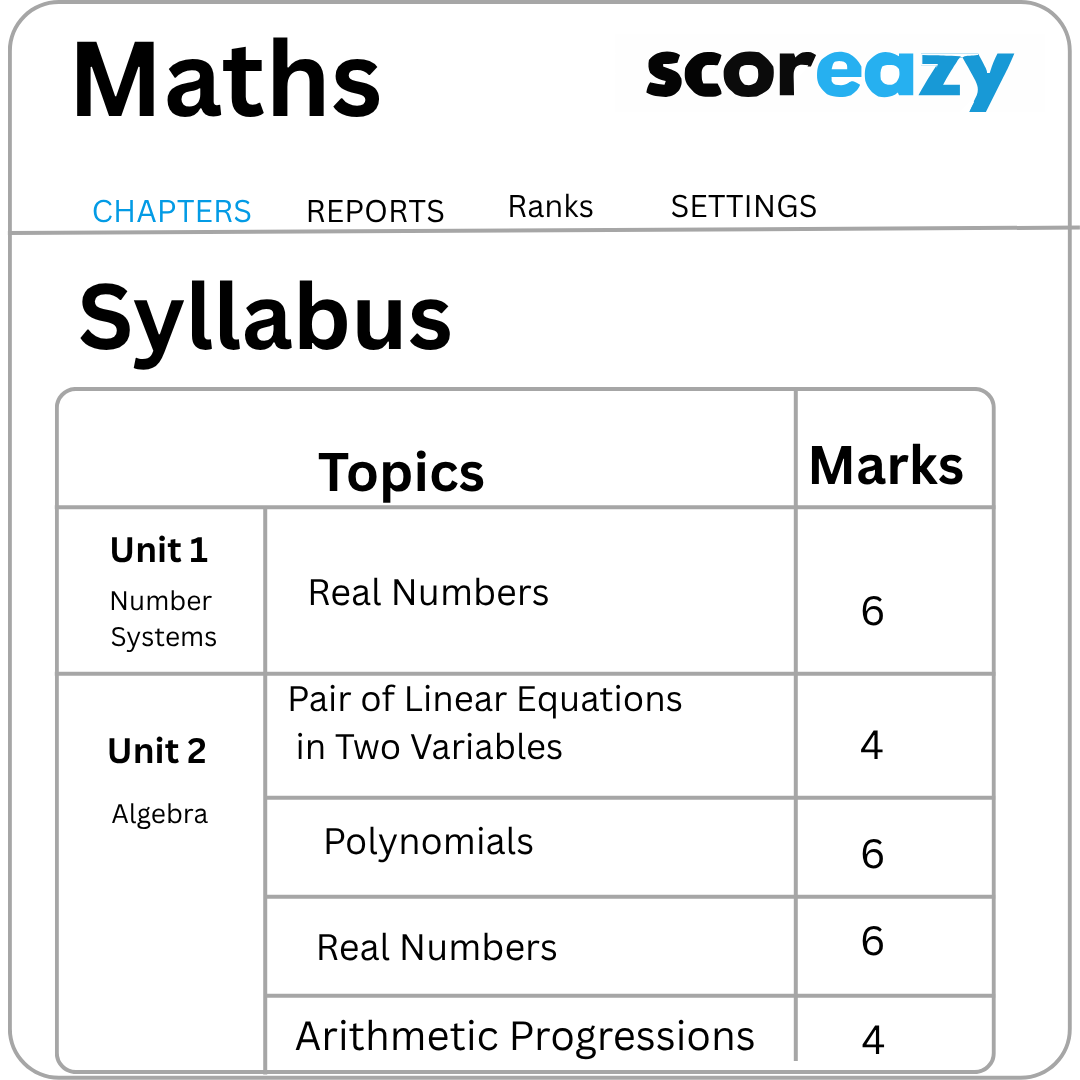 Maths
scoreazy
CHAPTERS REPORTS Ranks SETTINGS
Syllabus
Topics Marks
Unit 1
Number
Systems
Real Numbers
6
Unit 2
Algebra
Pair of Linear Equations
in Two Variables
4
Polynomials
6
Real Numbers
6
Arithmetic Progressions
4